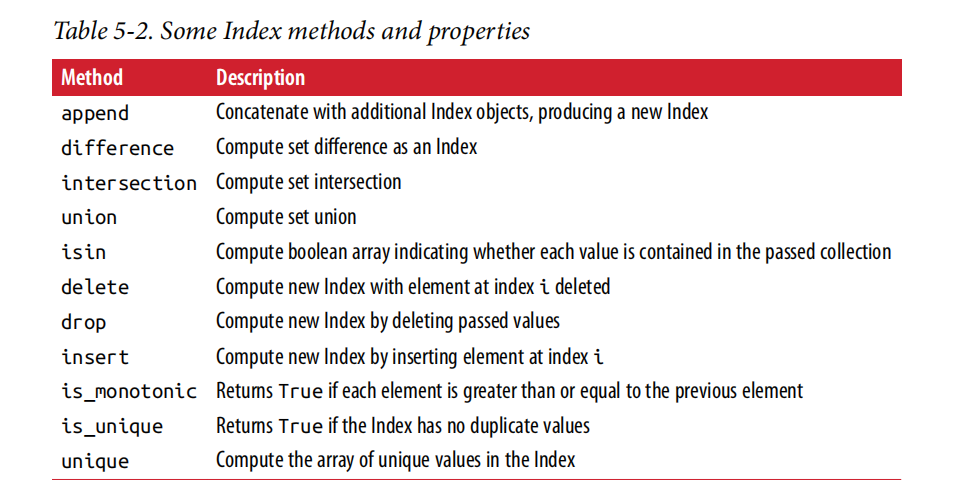 Table 5-2. Some Index methods and properties
Method Description
append Concatenate with additional Index objects, producing a new Index
difference Compute set difference as an Index
intersection Compute set intersection
union Compute set union
isin Compute boolean array indicating whether each value is contained in the passed collection
delete Compute new Index with element at index i deleted
drop Compute new Index by deleting passed values
insert Compute new Index by inserting element at index i
is_monotonic Returns True if each element is greater than or equal to the previous element
is_unique Returns True if the Index has no duplicate values
unique Compute the array of unique values in the Index